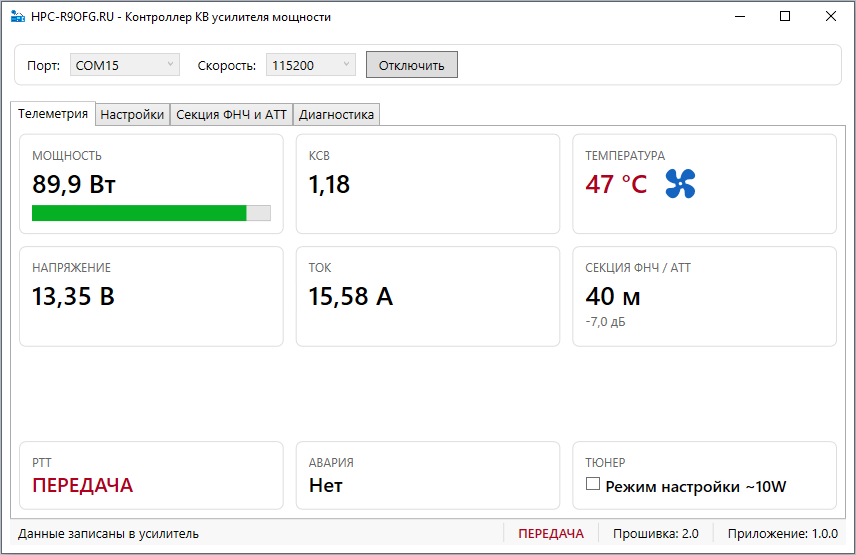 HPC-R9OFG.RU - Контроллер КВ усилителя мощности
Порт: COM15 Скорость: 115200 Отключить
Телеметрия Настройки Секция ФНЧ и АТТ Диагностика
МОЩНОСТЬ
89,9 Вт
КСВ
1,18
ТЕМПЕРАТУРА
47 °C
НАПРЯЖЕНИЕ
13,35 В
ТОК
15,58 А
СЕКЦИЯ ФНЧ / АТТ
40 м
-7,0 дБ
PTT
ПЕРЕДАЧА
АВАРИЯ
Нет
ТЮНЕР
Режим настройки ~10W
Данные записаны в усилитель ПЕРЕДАЧА Прошивка: 2.0 Приложение: 1.0.0